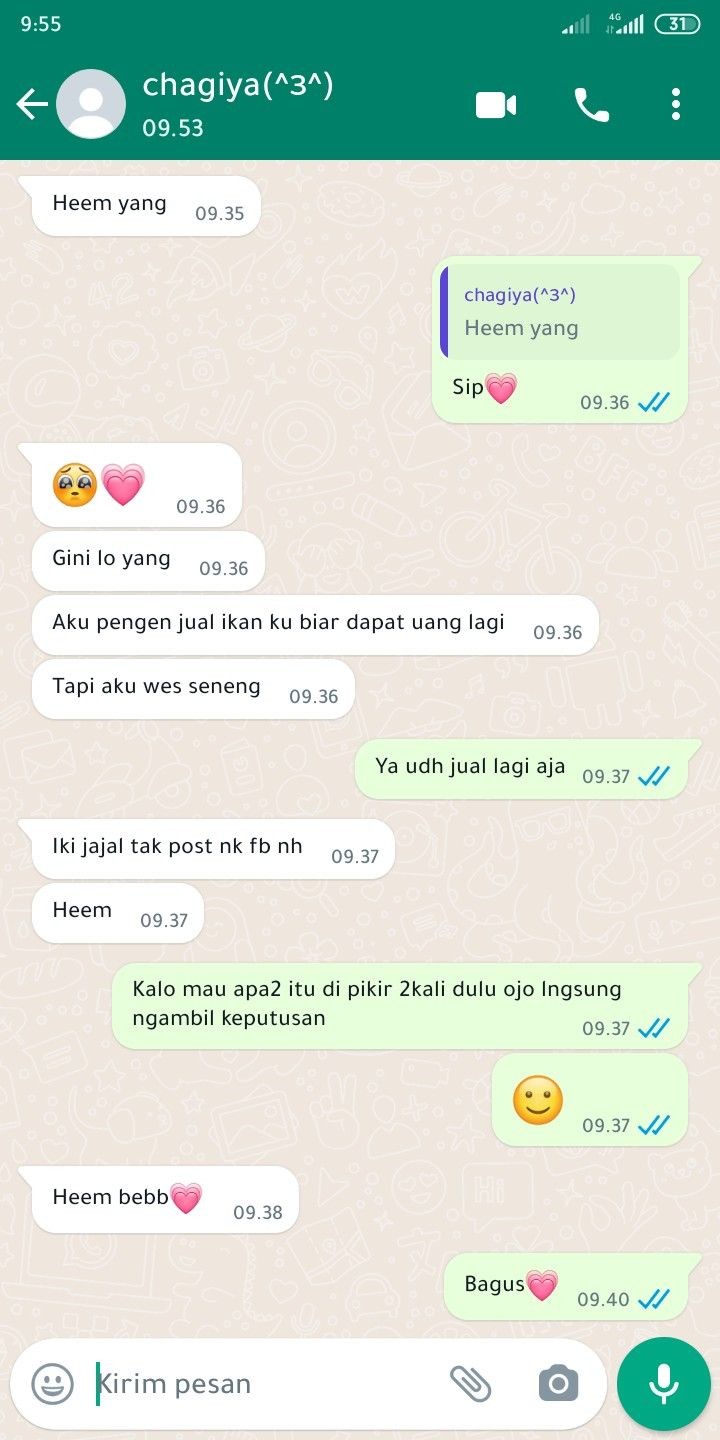 9:55
4G
31
chagiya(^3^)
09.53
Heem yang
09.35
chagiya(^3^)
Heem yang
Sip💗
09.36
🥺💗
09.36
Gini lo yang
09.36
Aku pengen jual ikan ku biar dapat uang lagi
09.36
Tapi aku wes seneng
09.36
Ya udh jual lagi aja
09.37
Iki jajal tak post nk fb nh
09.37
Heem
09.37
Kalo mau apa2 itu di pikir 2kali dulu ojo lngsung
ngambil keputusan
09.37
🙂
09.37
Heem bebb💗
09.38
Bagus💗
09.40
Kirim pesan